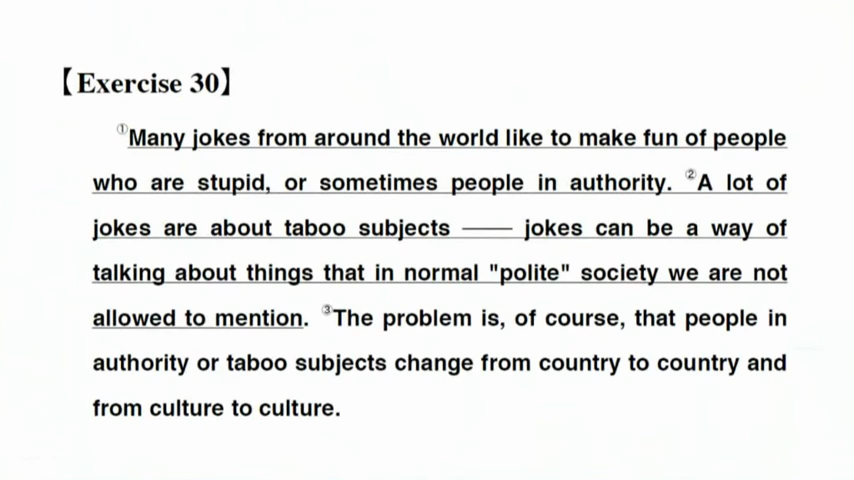 【Exercise 30】
①Many jokes from around the world like to make fun of people
who are stupid, or sometimes people in authority. ②A lot of
jokes are about taboo subjects —— jokes can be a way of
talking about things that in normal "polite" society we are not
allowed to mention. ③The problem is, of course, that people in
authority or taboo subjects change from country to country and
from culture to culture.